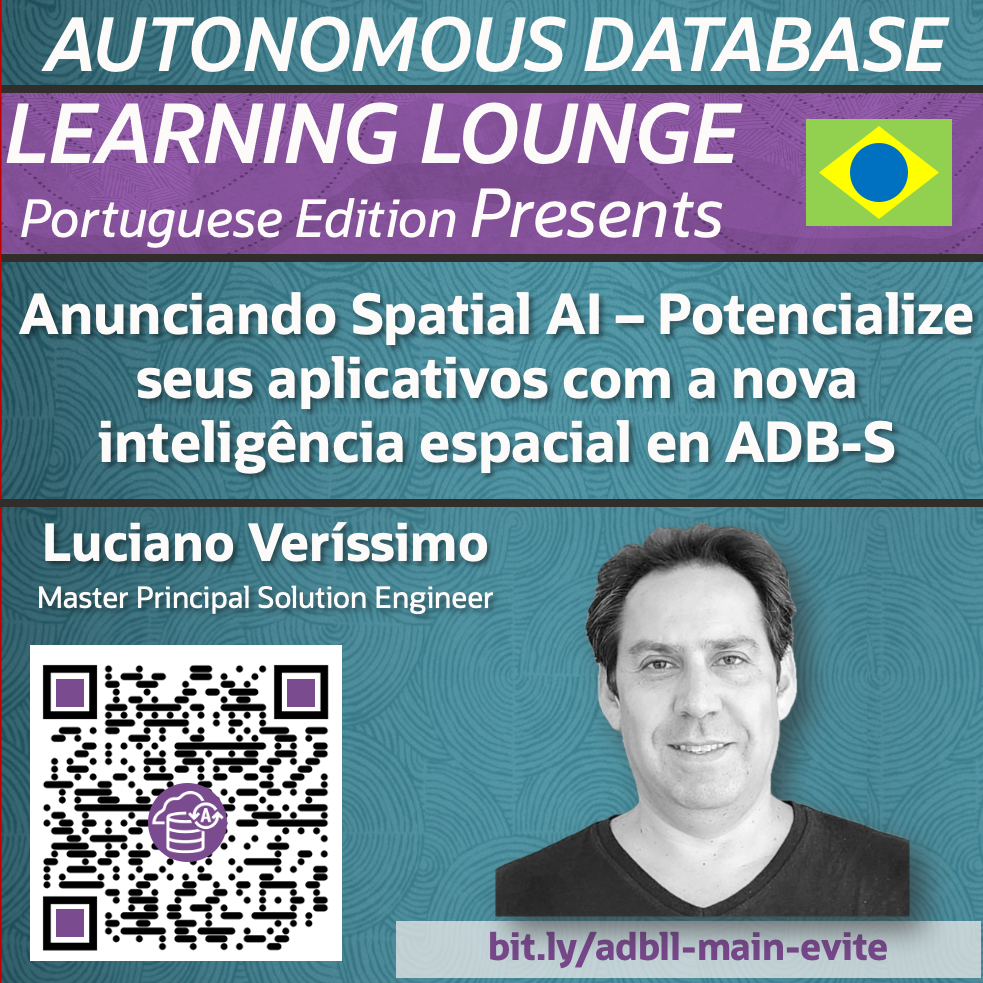 AUTONOMOUS DATABASE
LEARNING LOUNGE
Portuguese Edition Presents
Anunciando Spatial AI – Potencialize
seus aplicativos com a nova
inteligência espacial en ADB-S
Luciano Veríssimo
Master Principal Solution Engineer
A
bit.ly/adbll-main-evite